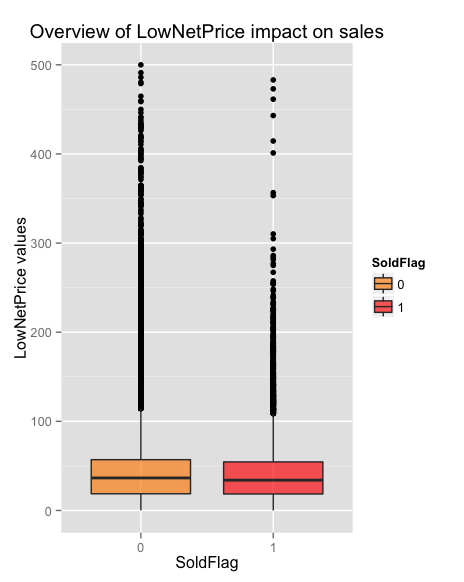 Overview of LowNetPrice impact on sales
LowNetPrice values
500
400
300
200
100
0
0
1
SoldFlag
SoldFlag
0
1